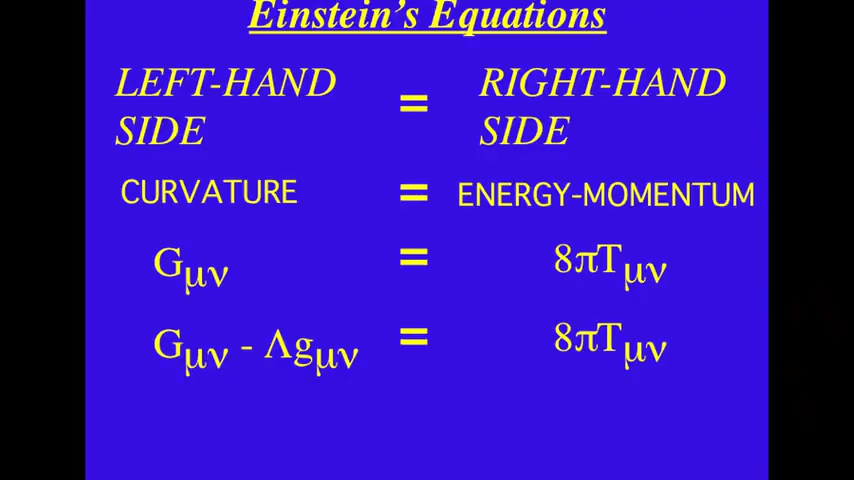 Einstein's Equations
LEFT-HAND SIDE = RIGHT-HAND SIDE
CURVATURE = ENERGY-MOMENTUM
Gμν = 8πTμν
Gμν - Λgμν = 8πTμν